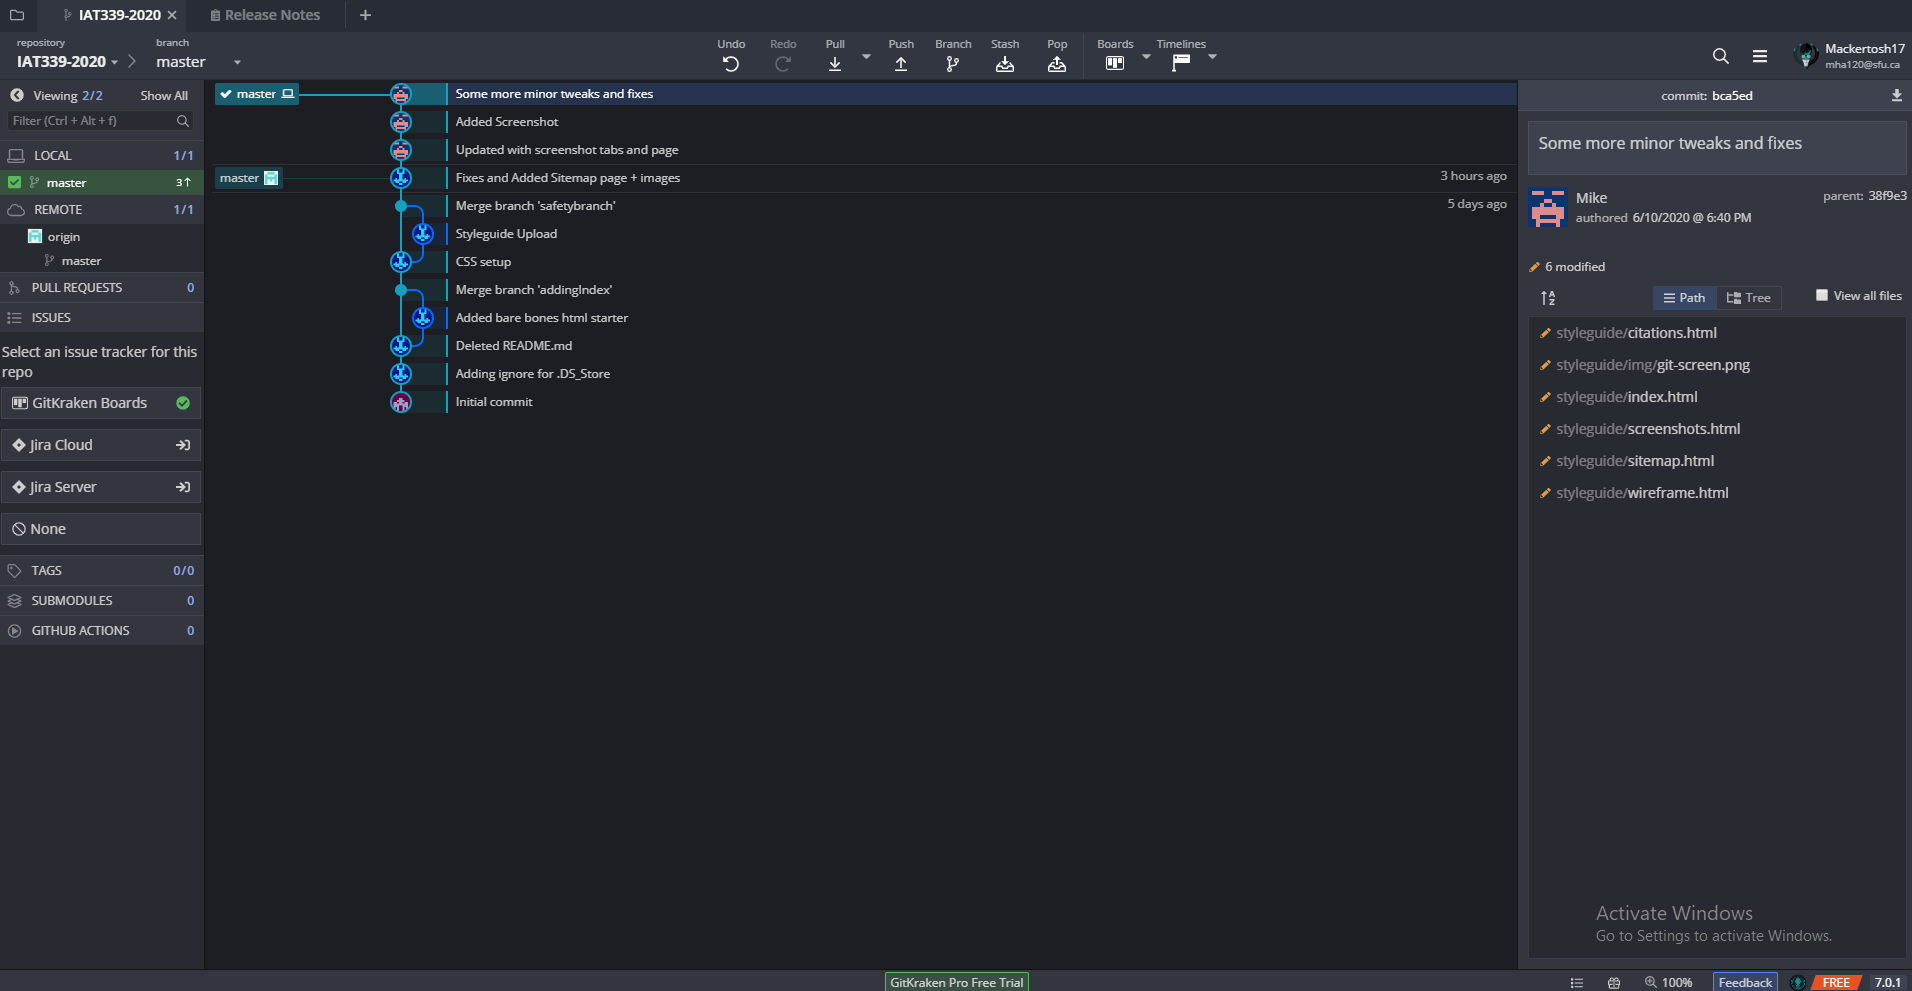 IAT339-2020
Release Notes
repository
IAT339-2020
branch
master
Undo
Redo
Pull
Push
Branch
Stash
Pop
Boards
Timelines
Mackertosh17
mha120@sfu.ca
Viewing 2/2
Show All
Filter (Ctrl + Alt + f)
LOCAL 1/1
master 3↑
REMOTE 1/1
origin
master
PULL REQUESTS 0
ISSUES
Select an issue tracker for this
repo
GitKraken Boards
Jira Cloud
Jira Server
None
TAGS 0/0
SUBMODULES 0
GITHUB ACTIONS 0
master Some more minor tweaks and fixes
Added Screenshot
Updated with screenshot tabs and page
master Fixes and Added Sitemap page + images 3 hours ago
Merge branch 'safetybranch' 5 days ago
Styleguide Upload
CSS setup
Merge branch 'addingIndex'
Added bare bones html starter
Deleted README.md
Adding ignore for .DS_Store
Initial commit
commit: bca5ed
Some more minor tweaks and fixes
Mike
authored 6/10/2020 @ 6:40 PM
parent: 38f9e3
6 modified
Path
Tree
View all files
styleguide/citations.html
styleguide/img/git-screen.png
styleguide/index.html
styleguide/screenshots.html
styleguide/sitemap.html
styleguide/wireframe.html
Activate Windows
Go to Settings to activate Windows.
GitKraken Pro Free Trial
100%
Feedback
FREE
7.0.1